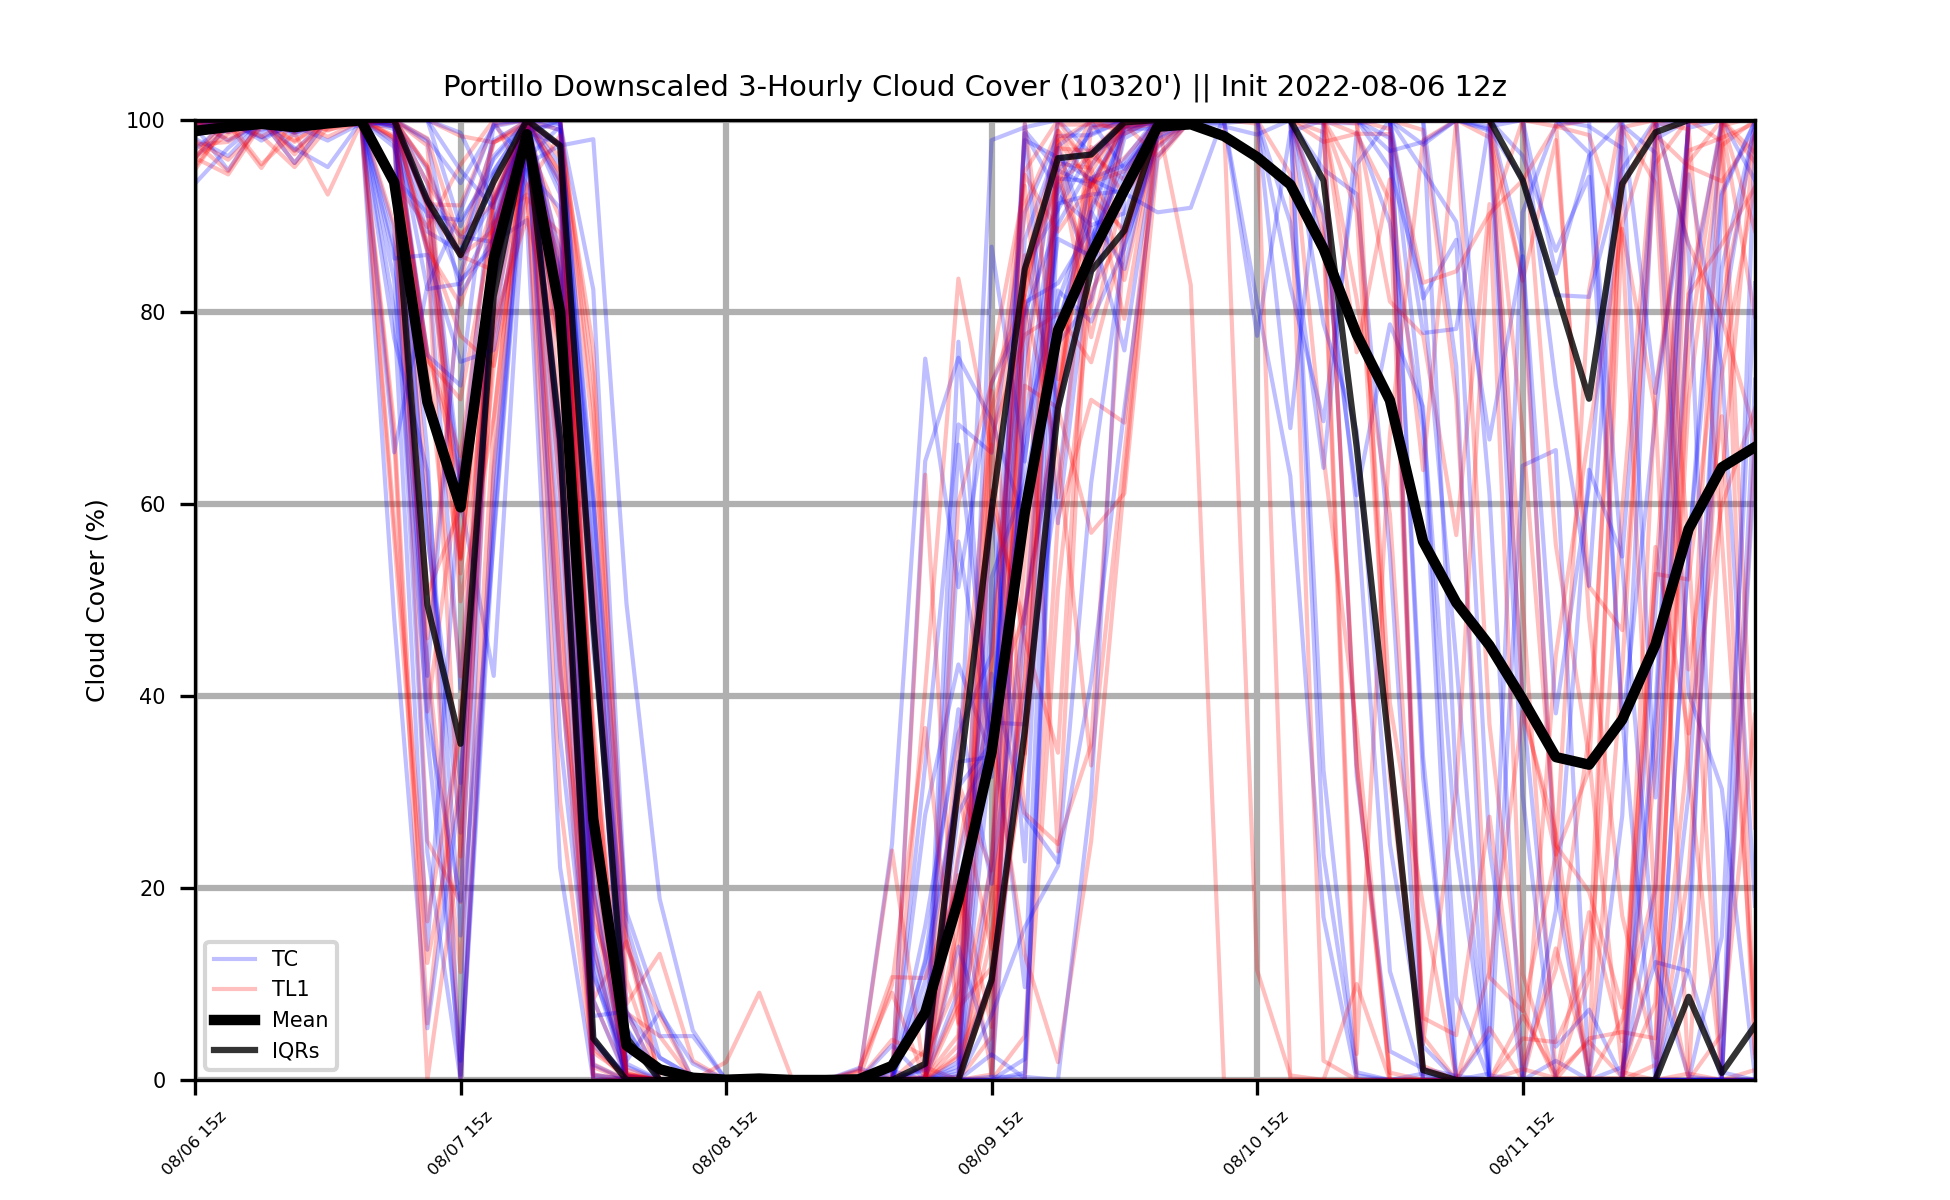 Portillo Downscaled 3-Hourly Cloud Cover (10320') || Init 2022-08-06 12z
Cloud Cover (%)
100
80
60
40
20
0
TC
TL1
Mean
IQRs
08/06 15z
08/07 15z
08/08 15z
08/09 15z
08/10 15z
08/11 15z